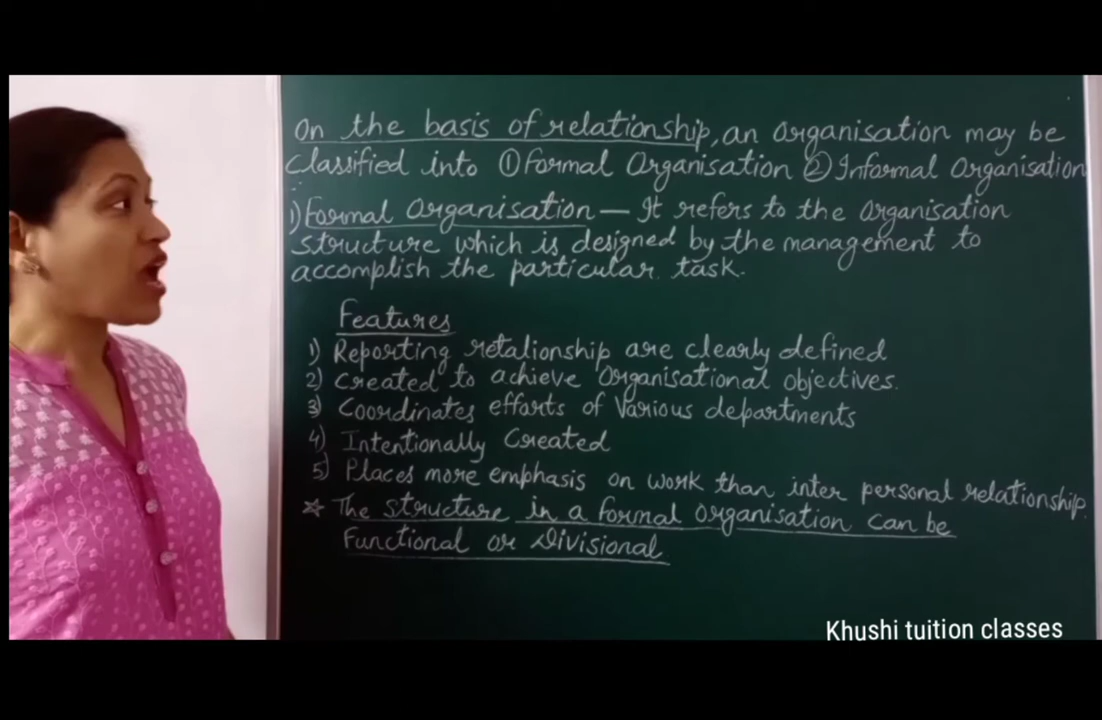 On the basis of relationship, an Organisation may be
Classified into ① Formal Organisation ② Informal Organisation
1) Formal Organisation — It refers to the Organisation
structure which is designed by the management to
accomplish the particular task.
Features
1) Reporting relationship are clearly defined
2) Created to achieve Organisational objectives.
3) Coordinates efforts of Various departments
4) Intentionally Created
5) Places more emphasis on work than inter personal relationship.
☆ The structure in a formal Organisation can be
Functional or Divisional
Khushi tuition classes